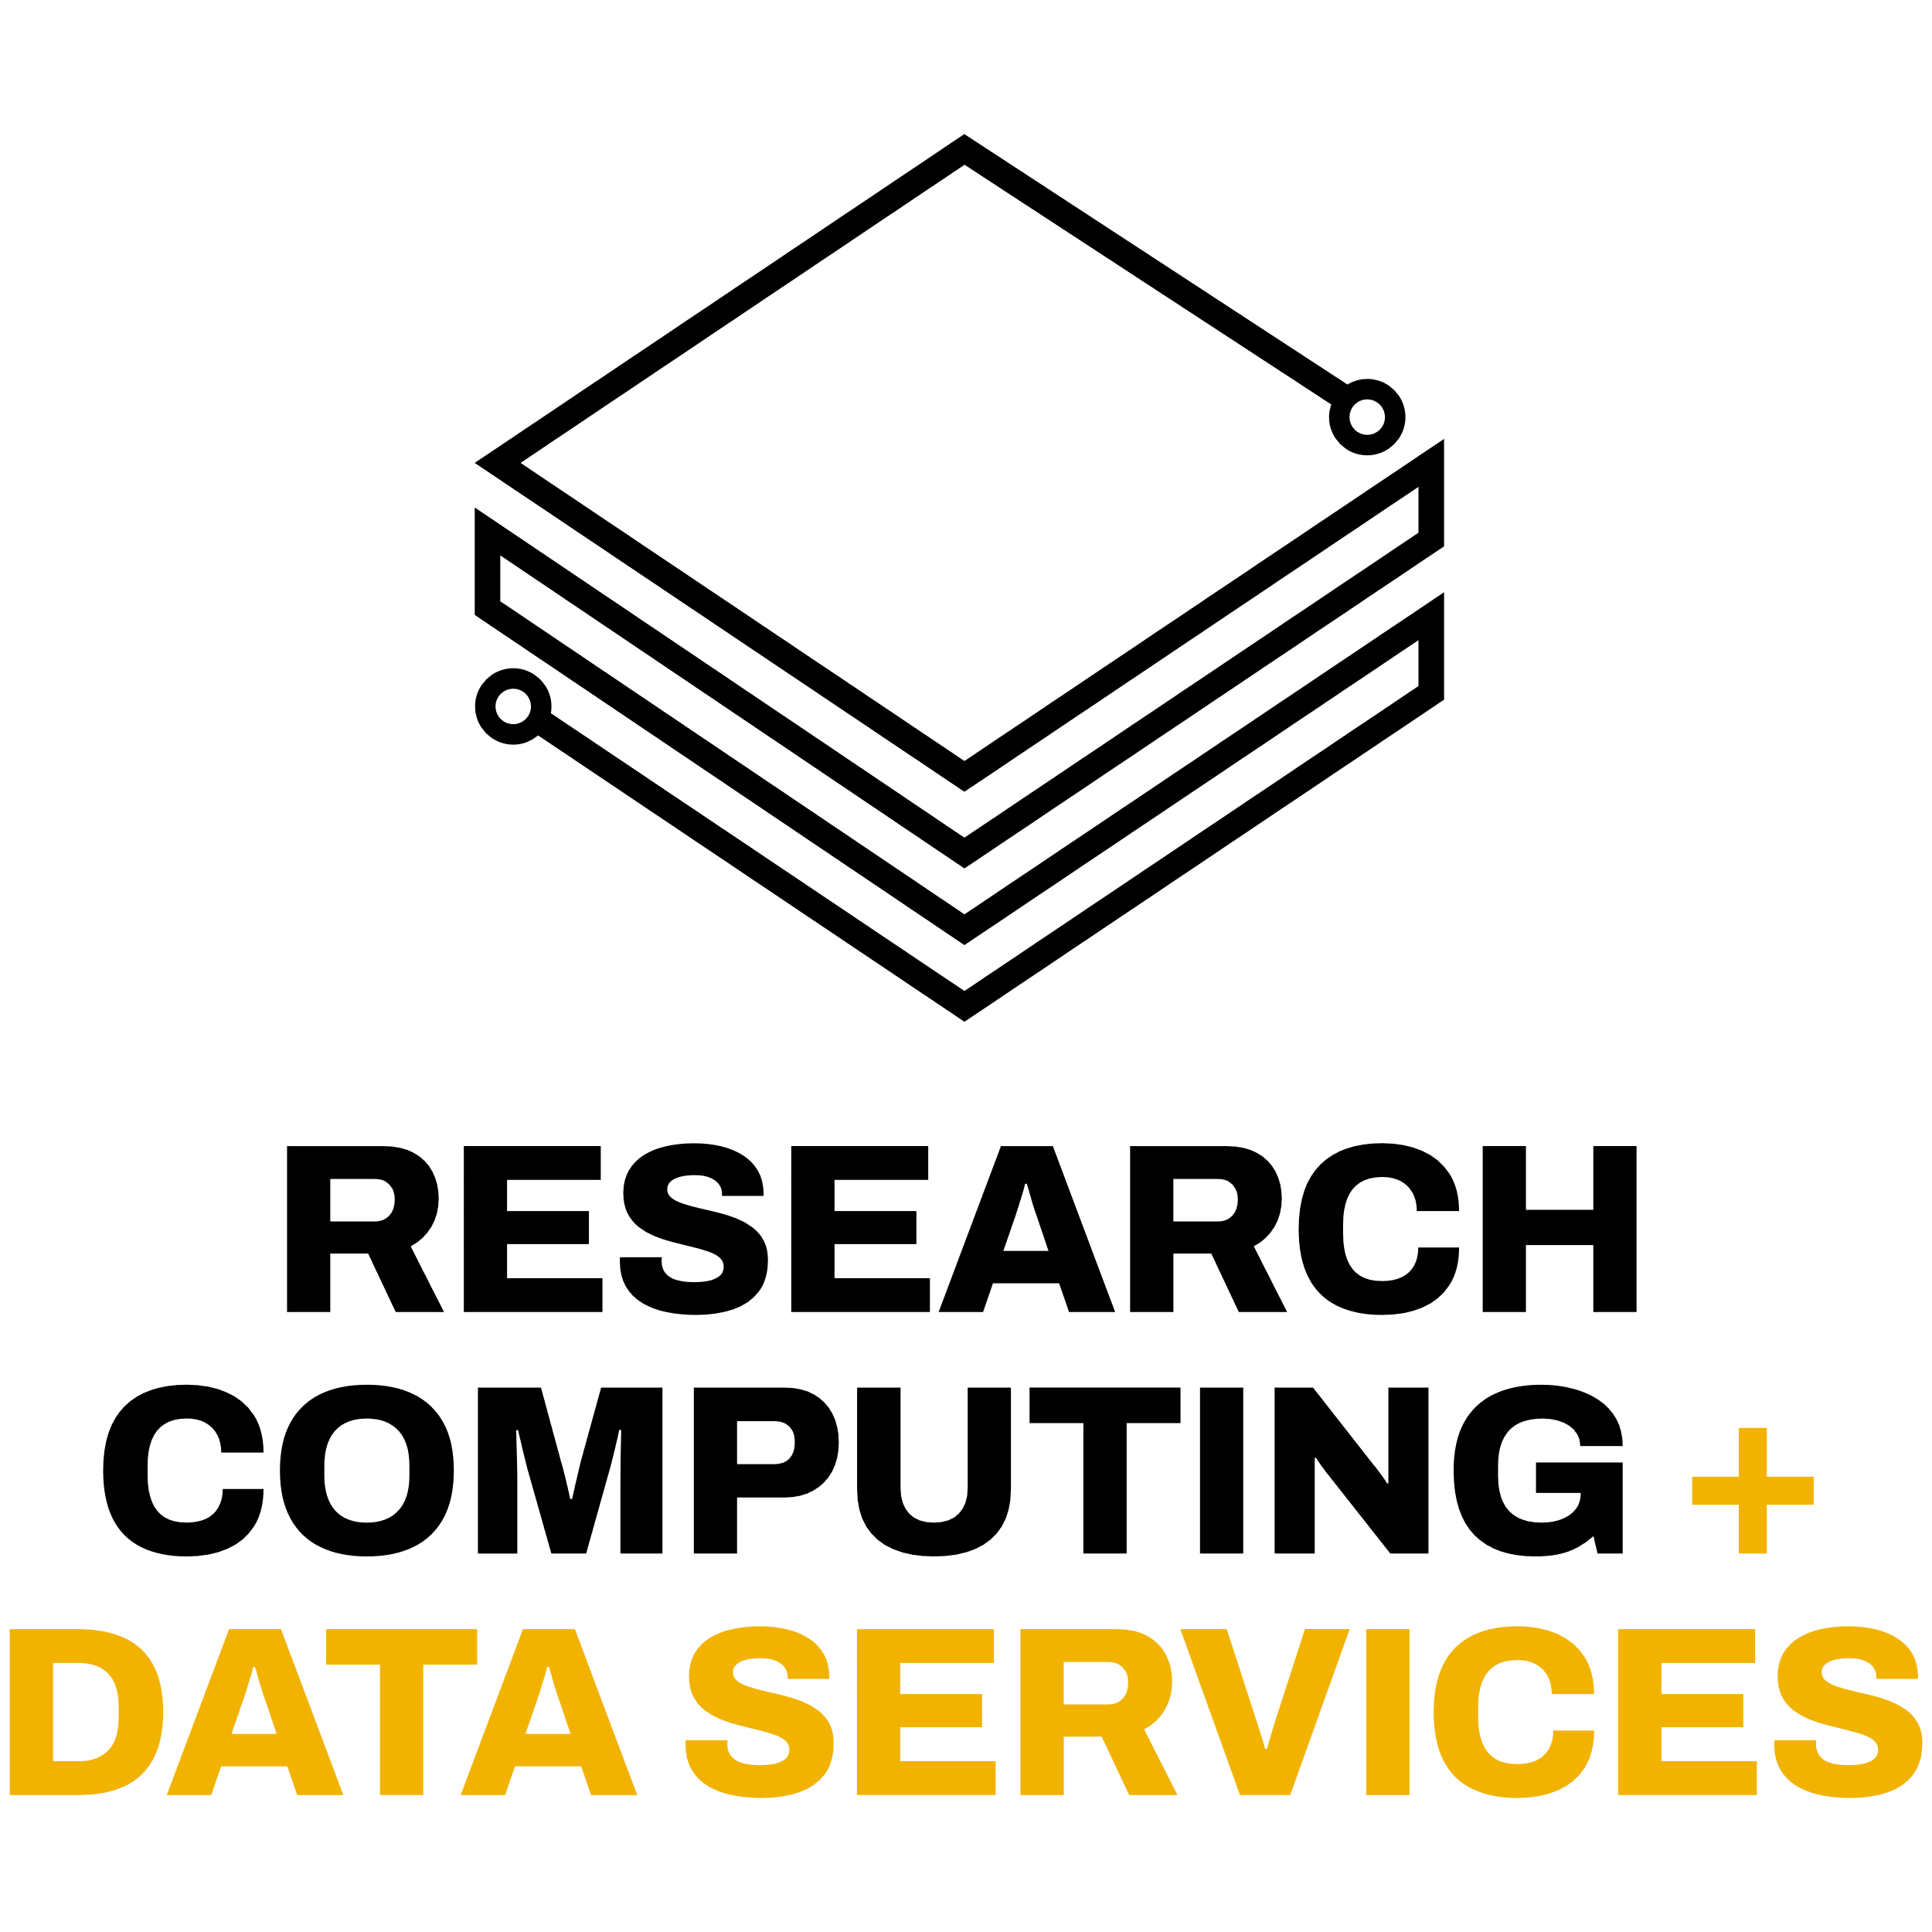 RESEARCH
COMPUTING +
DATA SERVICES